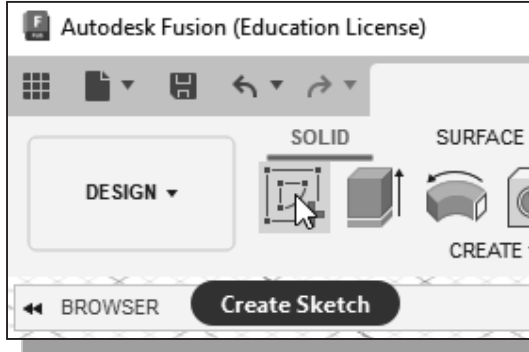 Autodesk Fusion (Education License)
SOLID SURFACE
DESIGN
CREATE
BROWSER Create Sketch